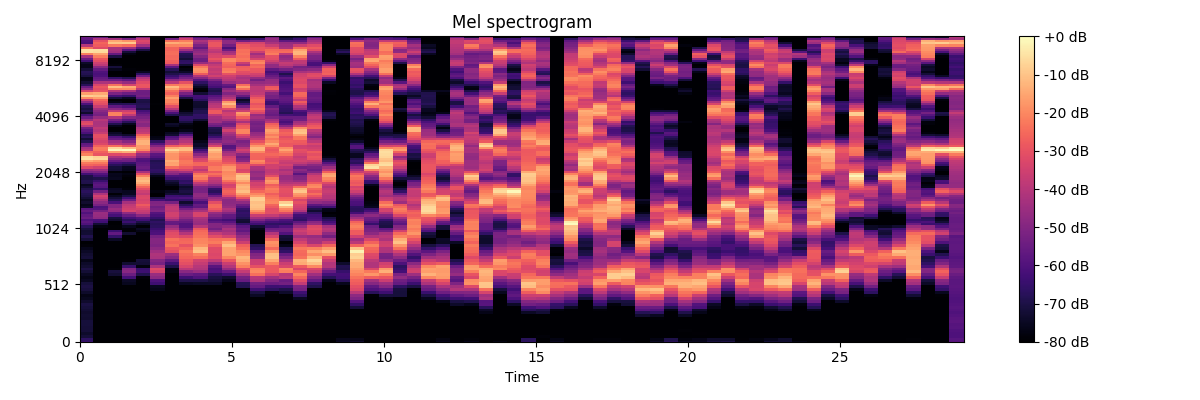 Mel spectrogram
Hz
8192
4096
2048
1024
512
0
0 5 10 15 20 25
Time
+0 dB
-10 dB
-20 dB
-30 dB
-40 dB
-50 dB
-60 dB
-70 dB
-80 dB